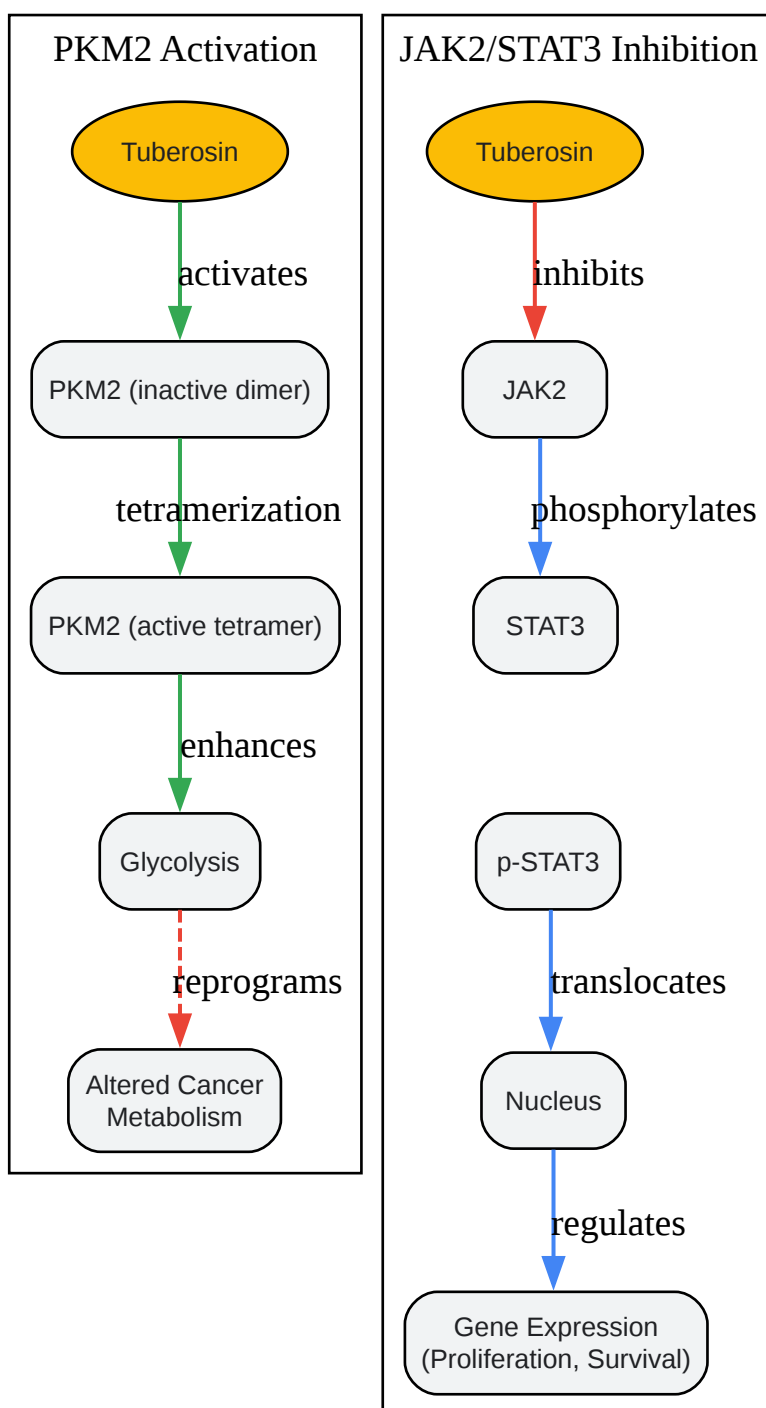 PKM2 Activation
Tuberosin
activates
PKM2 (inactive dimer)
tetramerization
PKM2 (active tetramer)
enhances
Glycolysis
reprograms
Altered Cancer
Metabolism
JAK2/STAT3 Inhibition
Tuberosin
inhibits
JAK2
phosphorylates
STAT3
p-STAT3
translocates
Nucleus
regulates
Gene Expression
(Proliferation, Survival)